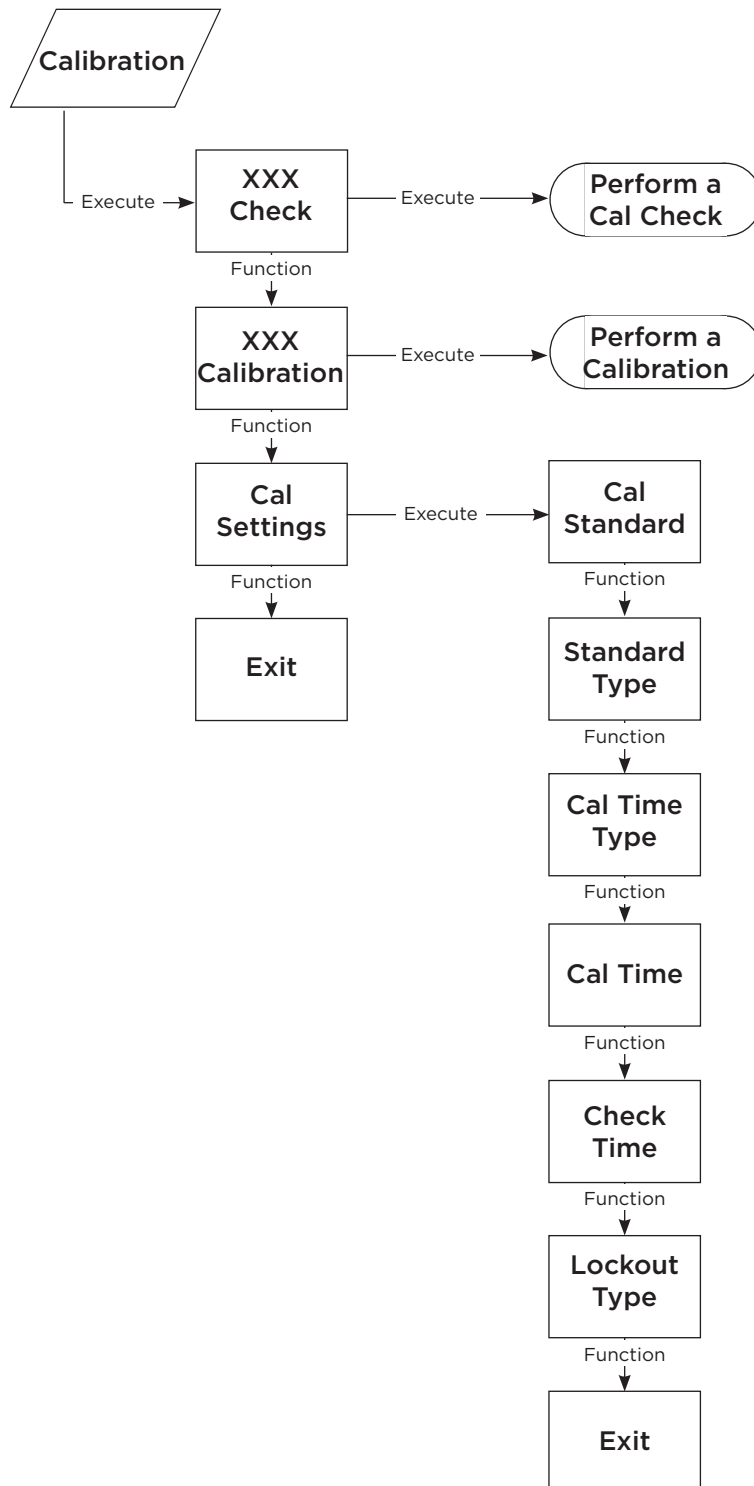 Calibration
Execute
XXX
Check
Execute
Perform a
Cal Check
Function
XXX
Calibration
Execute
Perform a
Calibration
Function
Cal
Settings
Execute
Cal
Standard
Function
Exit
Function
Standard
Type
Function
Cal Time
Type
Function
Cal Time
Function
Check
Time
Function
Lockout
Type
Function
Exit